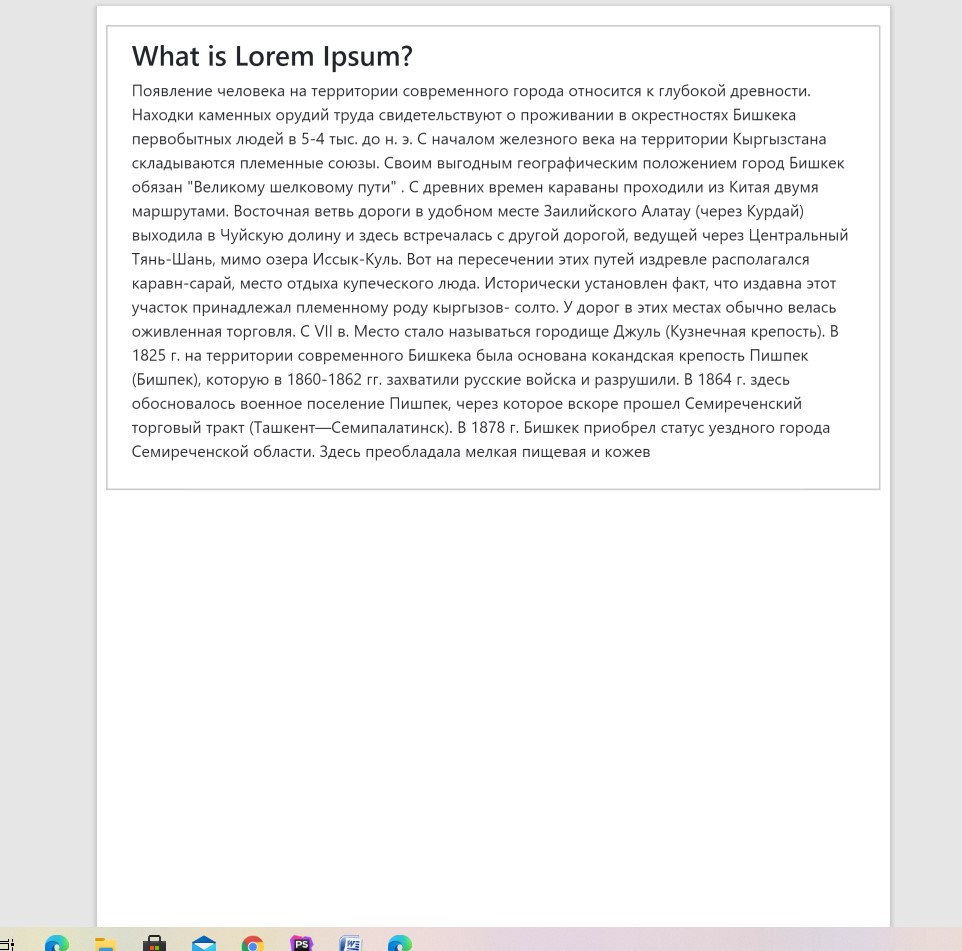 What is Lorem Ipsum?
Появление человека на территории современного города относится к глубокой древности.
Находки каменных орудий труда свидетельствуют о проживании в окрестностях Бишкека
первобытных людей в 5-4 тыс. до н. э. С началом железного века на территории Кыргызстана
складываются племенные союзы. Своим выгодным географическим положением город Бишкек
обязан "Великому шелковому пути" . С древних времен караваны проходили из Китая двумя
маршрутами. Восточная ветвь дороги в удобном месте Заилийского Алатау (через Курдай)
выходила в Чуйскую долину и здесь встречалась с другой дорогой, ведущей через Центральный
Тянь-Шань, мимо озера Иссык-Куль. Вот на пересечении этих путей издревле располагался
каравн-сарай, место отдыха купеческого люда. Исторически установлен факт, что издавна этот
участок принадлежал племенному роду кыргызов- солто. У дорог в этих местах обычно велась
оживленная торговля. С VII в. Место стало называться городище Джуль (Кузнечная крепость). В
1825 г. на территории современного Бишкека была основана кокандская крепость Пишпек
(Бишпек), которую в 1860-1862 гг. захватили русские войска и разрушили. В 1864 г. здесь
обосновалось военное поселение Пишпек, через которое вскоре прошел Семиреченский
торговый тракт (Ташкент—Семипалатинск). В 1878 г. Бишкек приобрел статус уездного города
Семиреченской области. Здесь преобладала мелкая пищевая и кожев
PS